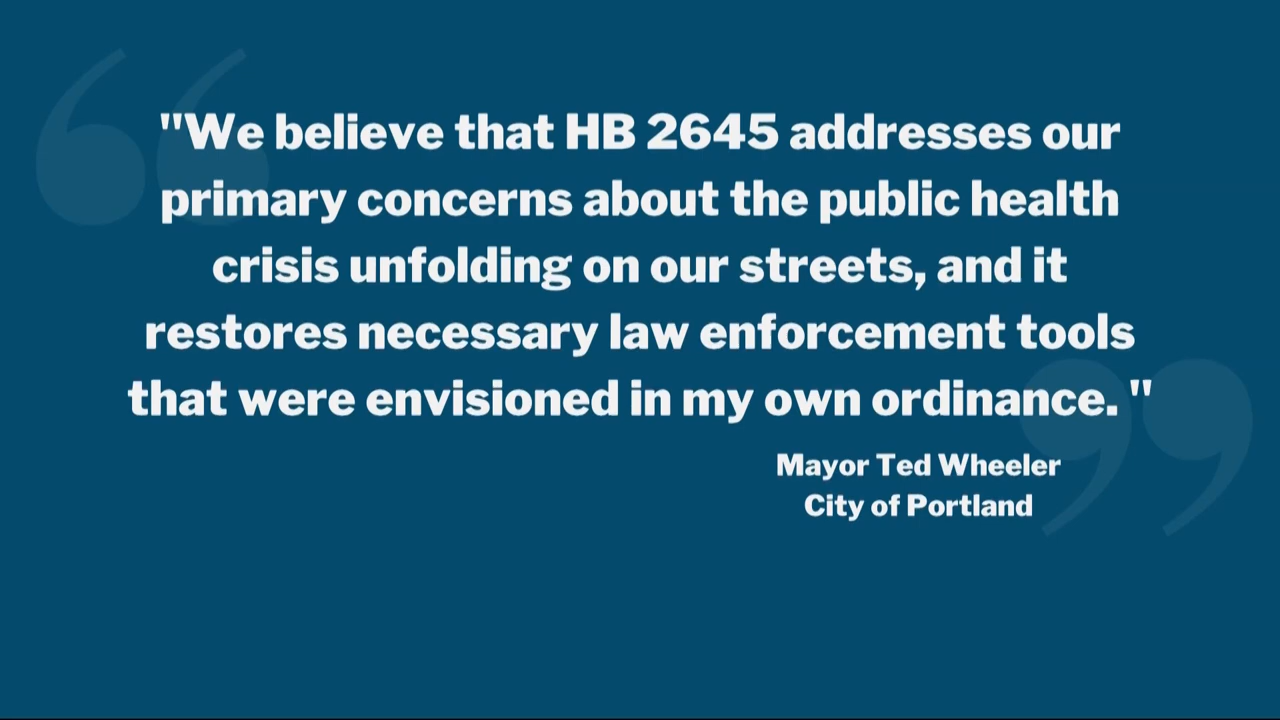 "We believe that HB 2645 addresses our
primary concerns about the public health
crisis unfolding on our streets, and it
restores necessary law enforcement tools
that were envisioned in my own ordinance. "
Mayor Ted Wheeler
City of Portland